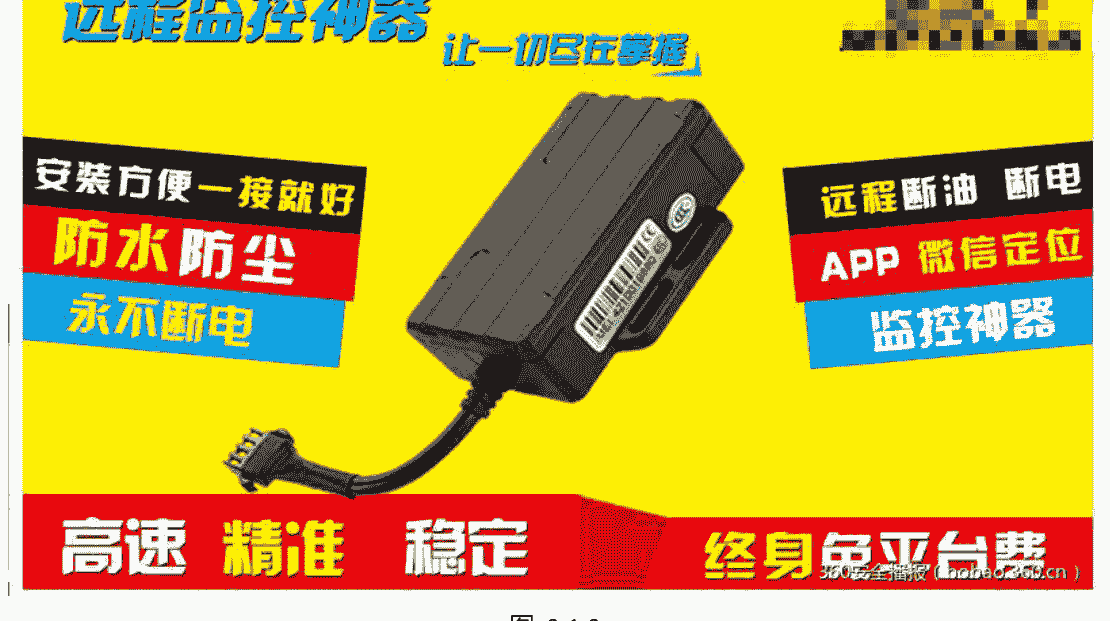 远程监控神器
让一切尽在掌握
安装方便一接就好
防水防尘
永不断电
远程断油 断电
APP 微信定位
监控神器
高速 精准 稳定
终身免平台费
360安全播报（bobao.360.cn）